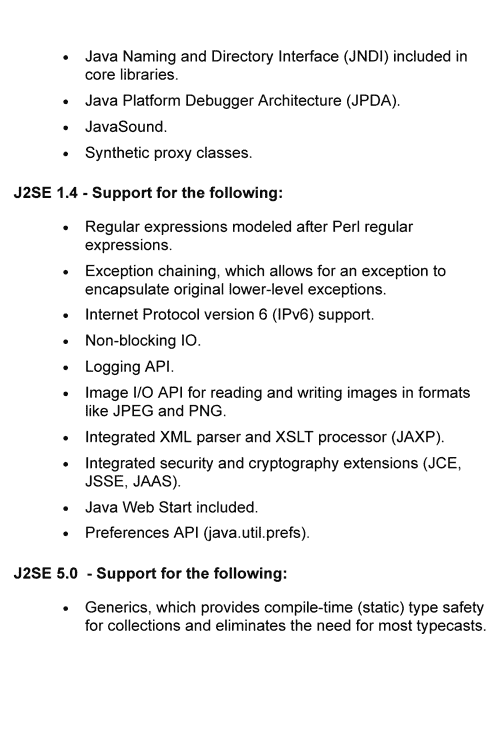 • Java Naming and Directory Interface (JNDI) included in
core libraries.
• Java Platform Debugger Architecture (JPDA).
• JavaSound.
• Synthetic proxy classes.
J2SE 1.4 - Support for the following:
• Regular expressions modeled after Perl regular
expressions.
• Exception chaining, which allows for an exception to
encapsulate original lower-level exceptions.
• Internet Protocol version 6 (IPv6) support.
• Non-blocking IO.
• Logging API.
• Image I/O API for reading and writing images in formats
like JPEG and PNG.
• Integrated XML parser and XSLT processor (JAXP).
• Integrated security and cryptography extensions (JCE,
JSSE, JAAS).
• Java Web Start included.
• Preferences API (java.util.prefs).
J2SE 5.0  - Support for the following:
• Generics, which provides compile-time (static) type safety
for collections and eliminates the need for most typecasts.